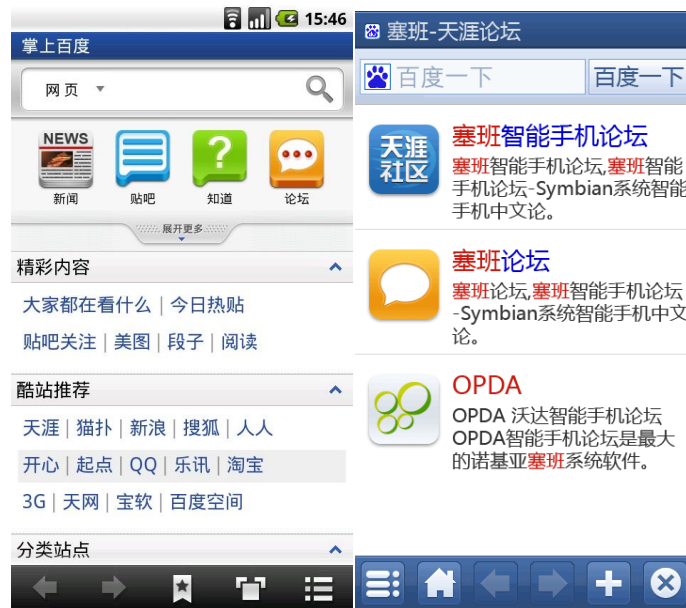 15:46
掌上百度
网页
NEWS
新闻
贴吧
知道
论坛
展开更多
精彩内容
大家都在看什么 | 今日热贴
贴吧关注 | 美图 | 段子 | 阅读
酷站推荐
天涯 | 猫扑 | 新浪 | 搜狐 | 人人
开心 | 起点 | QQ | 乐讯 | 淘宝
3G | 天网 | 宝软 | 百度空间
分类站点
塞班-天涯论坛
百度一下
百度一下
天涯
社区
塞班智能手机论坛
塞班智能手机论坛,塞班智能
手机论坛-Symbian系统智能
手机中文论。
塞班论坛
塞班论坛,塞班智能手机论坛
-Symbian系统智能手机中文
论。
OPDA
OPDA 沃达智能手机论坛
OPDA智能手机论坛是最大
的诺基亚塞班系统软件。